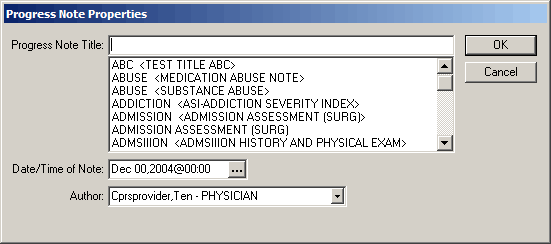 Progress Note Properties
Progress Note Title:
OK
ABC <TEST TITLE ABC>
Cancel
ABUSE <MEDICATION ABUSE NOTE>
ABUSE <SUBSTANCE ABUSE>
ADDICTION <ASI-ADDICTION SEVERITY INDEX>
ADMISSION <ADMISSION ASSESSMENT (SURG)>
ADMISSION ASSESSMENT (SURG)
ADMSIIION <ADMSIIION HISTORY AND PHYSICAL EXAM>
Date/Time of Note: Dec 00,2004@00:00 ...
Author: Cprsprovider,Ten - PHYSICIAN